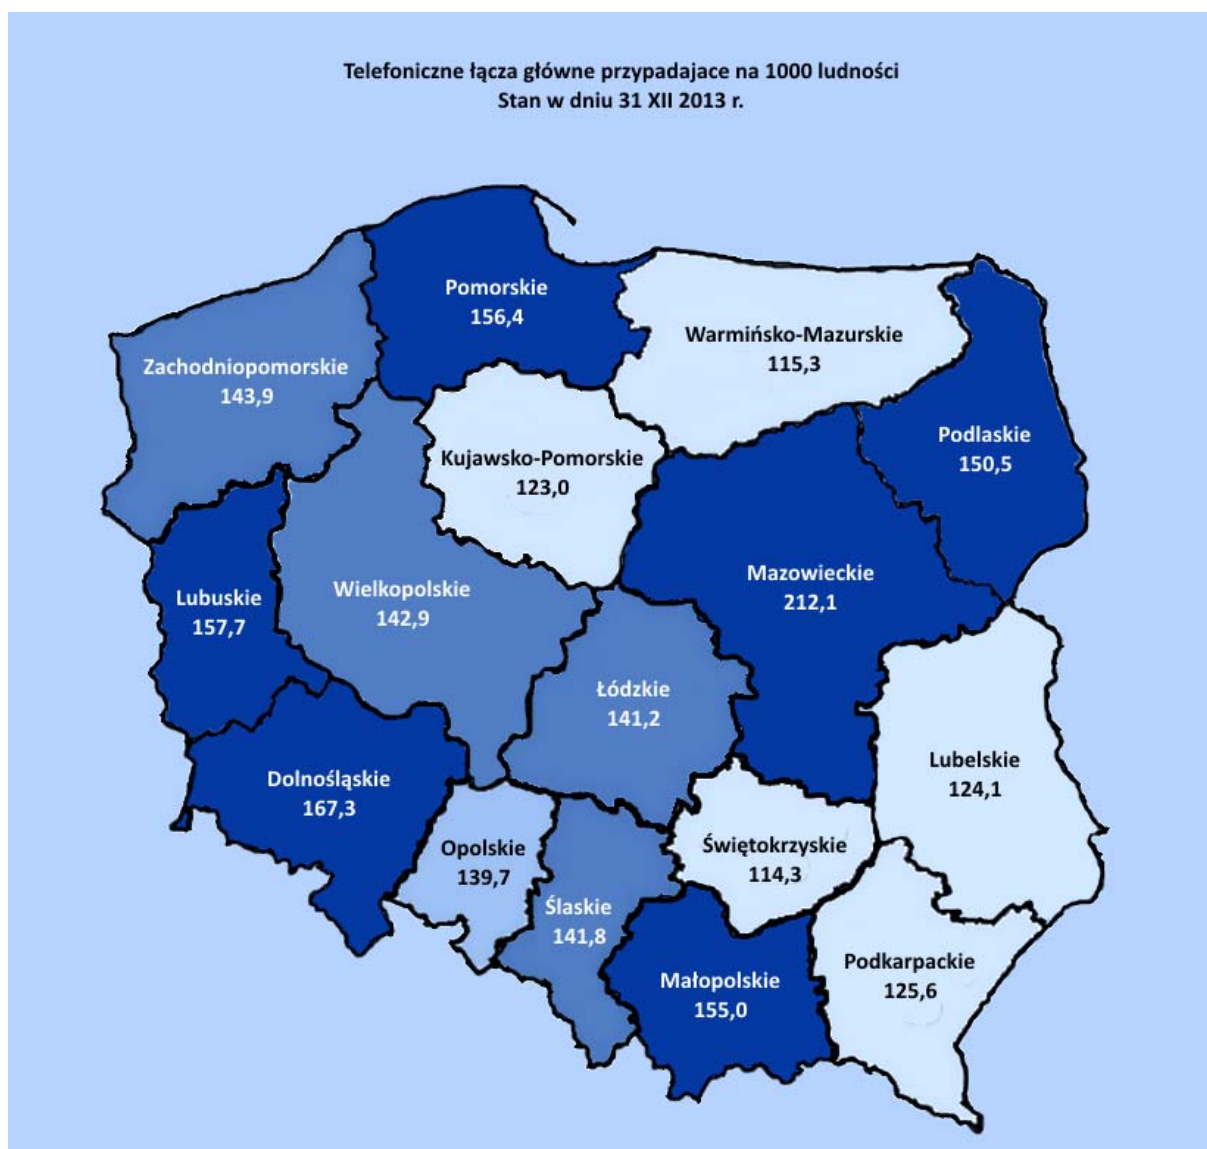 Telefoniczne łącza główne przypadajace na 1000 ludności
Stan w dniu 31 XII 2013 r.
Pomorskie
156,4
Warmińsko-Mazurskie
115,3
Zachodniopomorskie
143,9
Podlaskie
150,5
Kujawsko-Pomorskie
123,0
Mazowieckie
212,1
Wielkopolskie
142,9
Lubuskie
157,7
Łódzkie
141,2
Lubelskie
124,1
Dolnośląskie
167,3
Opolskie
139,7
Świętokrzyskie
114,3
Ślaskie
141,8
Małopolskie
155,0
Podkarpackie
125,6